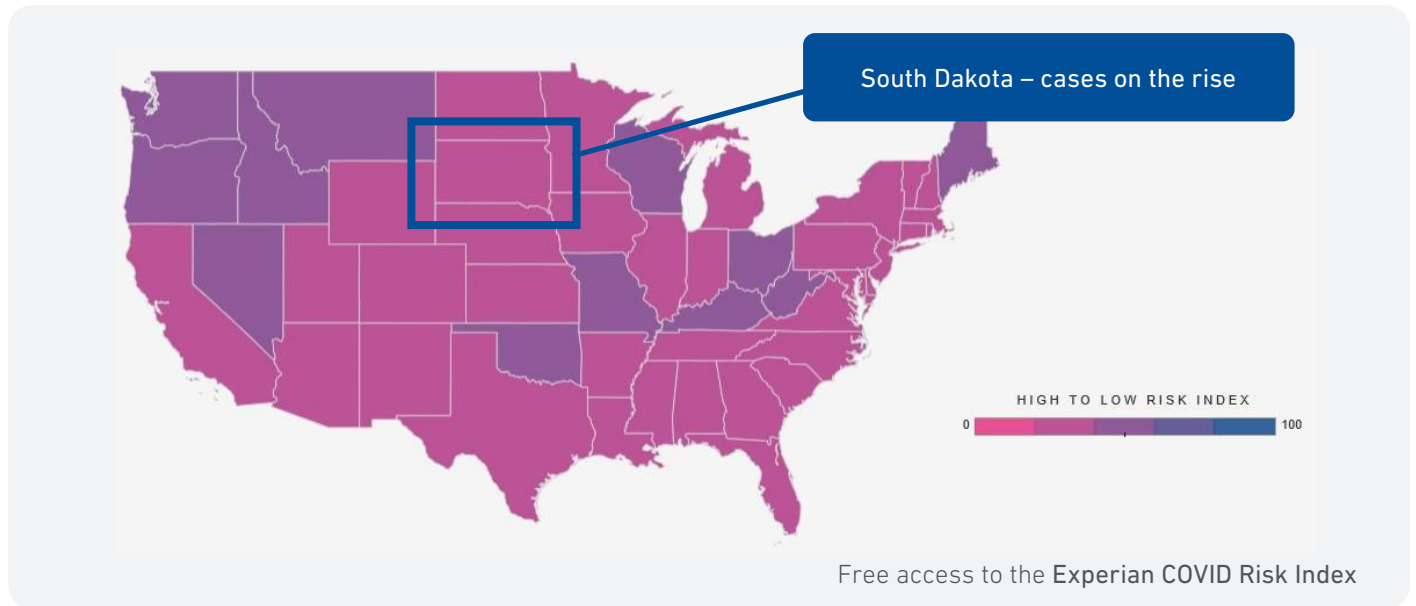 South Dakota – cases on the rise
HIGH TO LOW RISK INDEX
0 100
Free access to the Experian COVID Risk Index